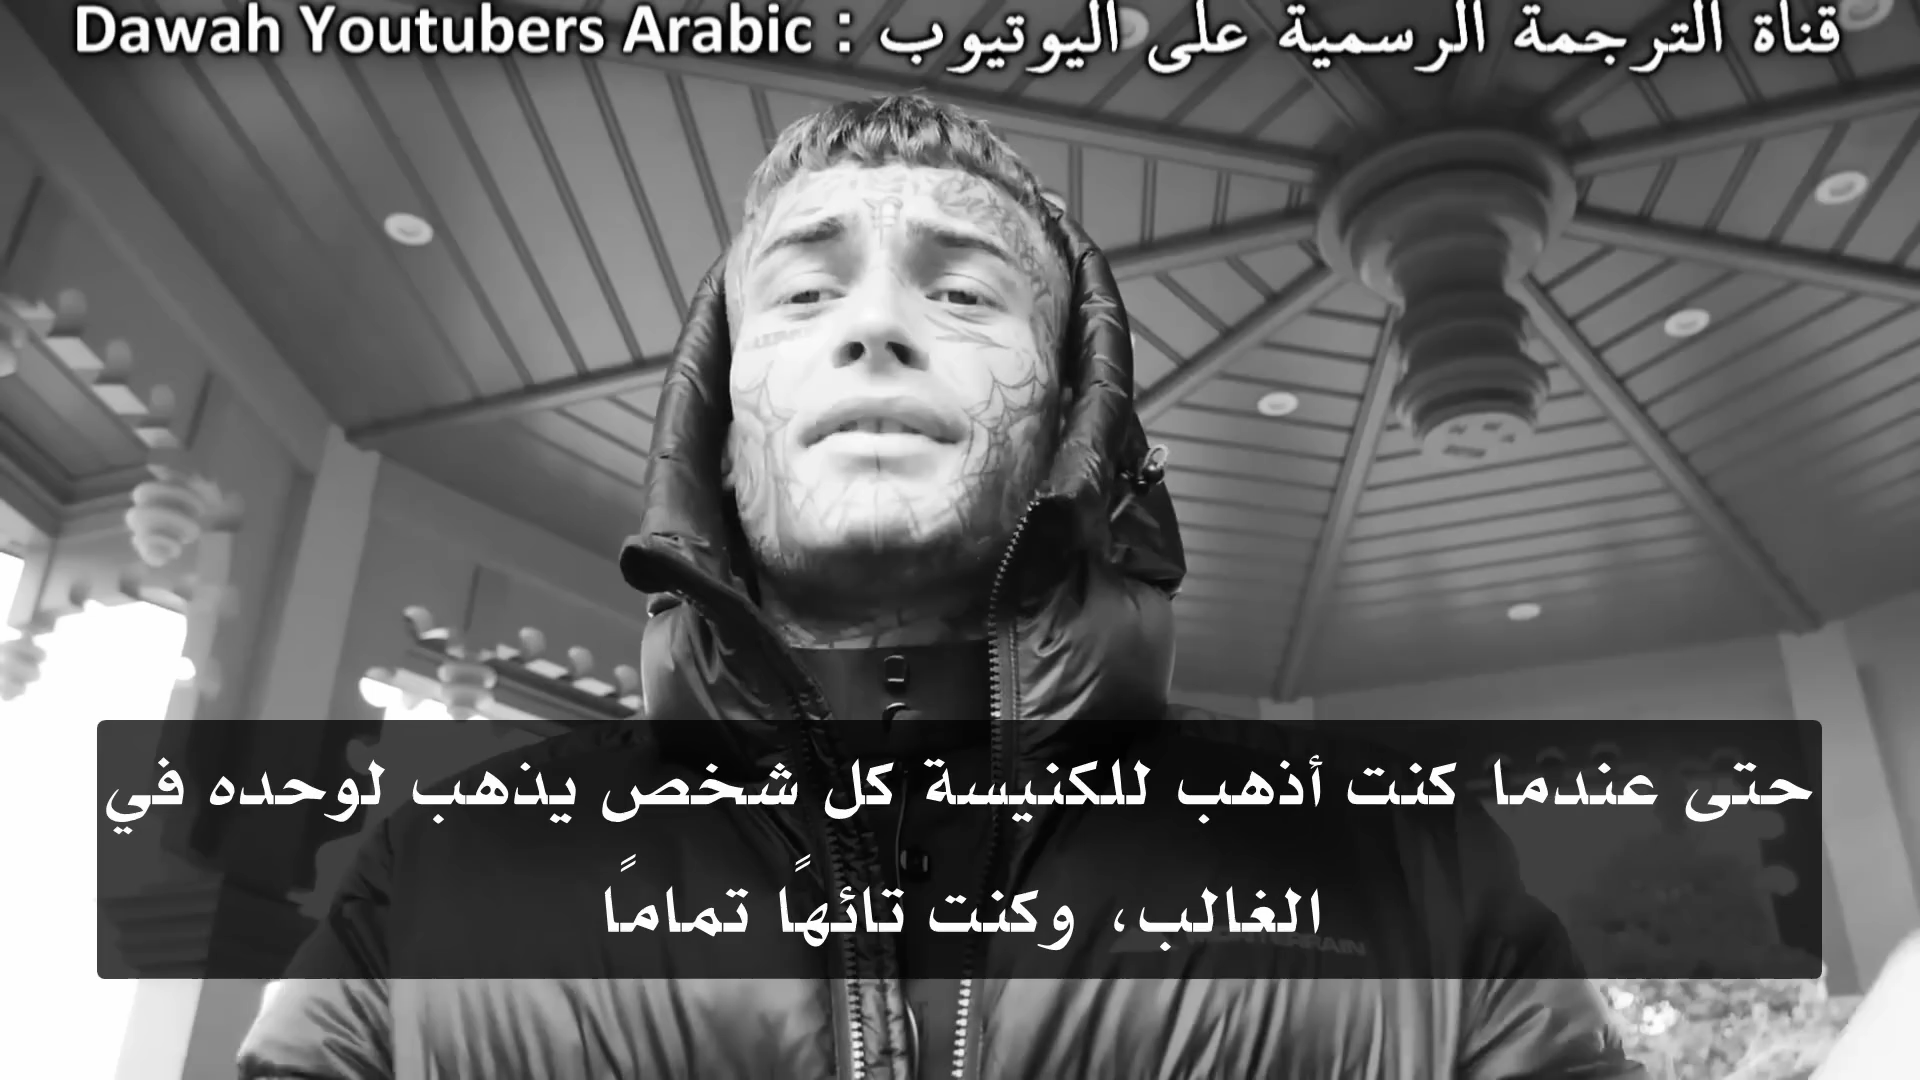 قناة الترجمة الرسمية على اليوتيوب : Dawah Youtubers Arabic
حتى عندما كنت أذهب للكنيسة كل شخص يذهب لوحده في
الغالب، وكنت تائهاً تماماً
MONTERRAIN